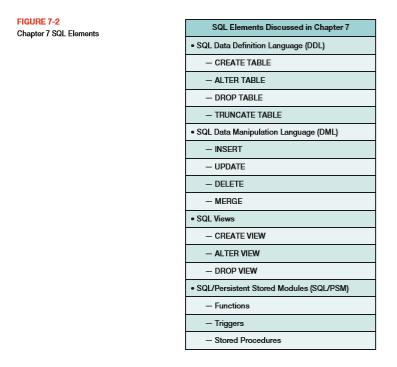 FIGURE 7-2
Chapter 7 SQL Elements
SQL Elements Discussed in Chapter 7
• SQL Data Definition Language (DDL)
— CREATE TABLE
— ALTER TABLE
— DROP TABLE
— TRUNCATE TABLE
• SQL Data Manipulation Language (DML)
— INSERT
— UPDATE
— DELETE
— MERGE
• SQL Views
— CREATE VIEW
— ALTER VIEW
— DROP VIEW
• SQL/Persistent Stored Modules (SQL/PSM)
— Functions
— Triggers
— Stored Procedures